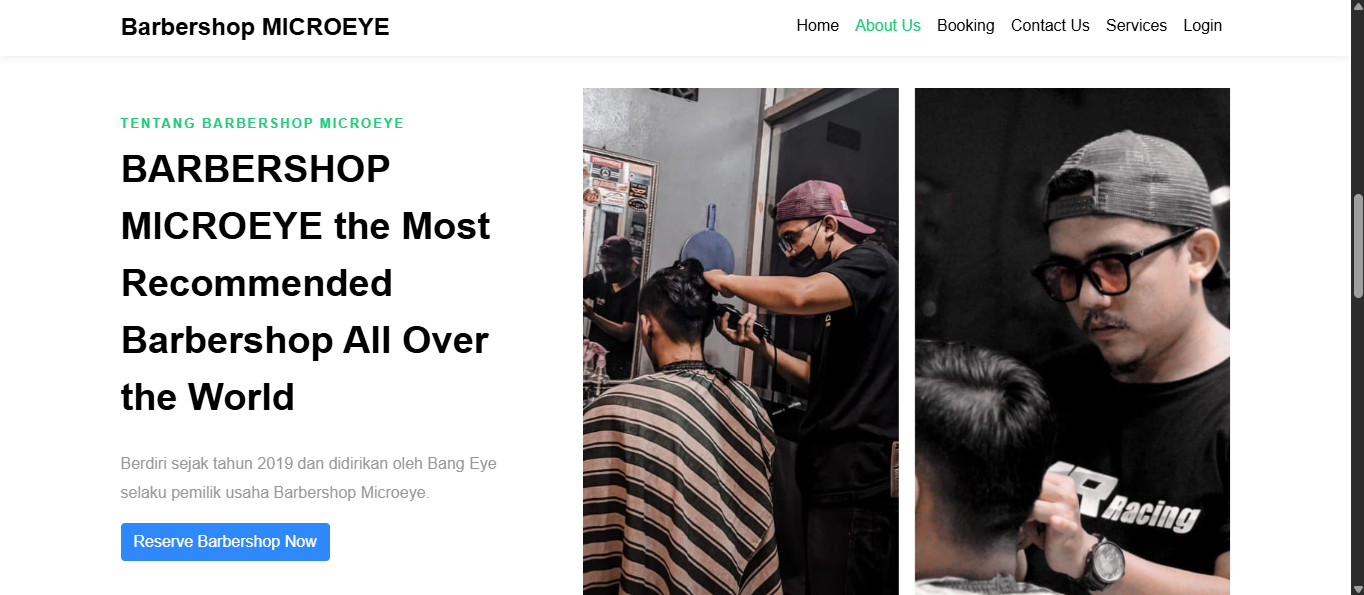 Barbershop MICROEYE
Home About Us Booking Contact Us Services Login
TENTANG BARBERSHOP MICROEYE
BARBERSHOP
MICROEYE the Most
Recommended
Barbershop All Over
the World
Berdiri sejak tahun 2019 dan didirikan oleh Bang Eye
selaku pemilik usaha Barbershop Microeye.
Reserve Barbershop Now
Racing